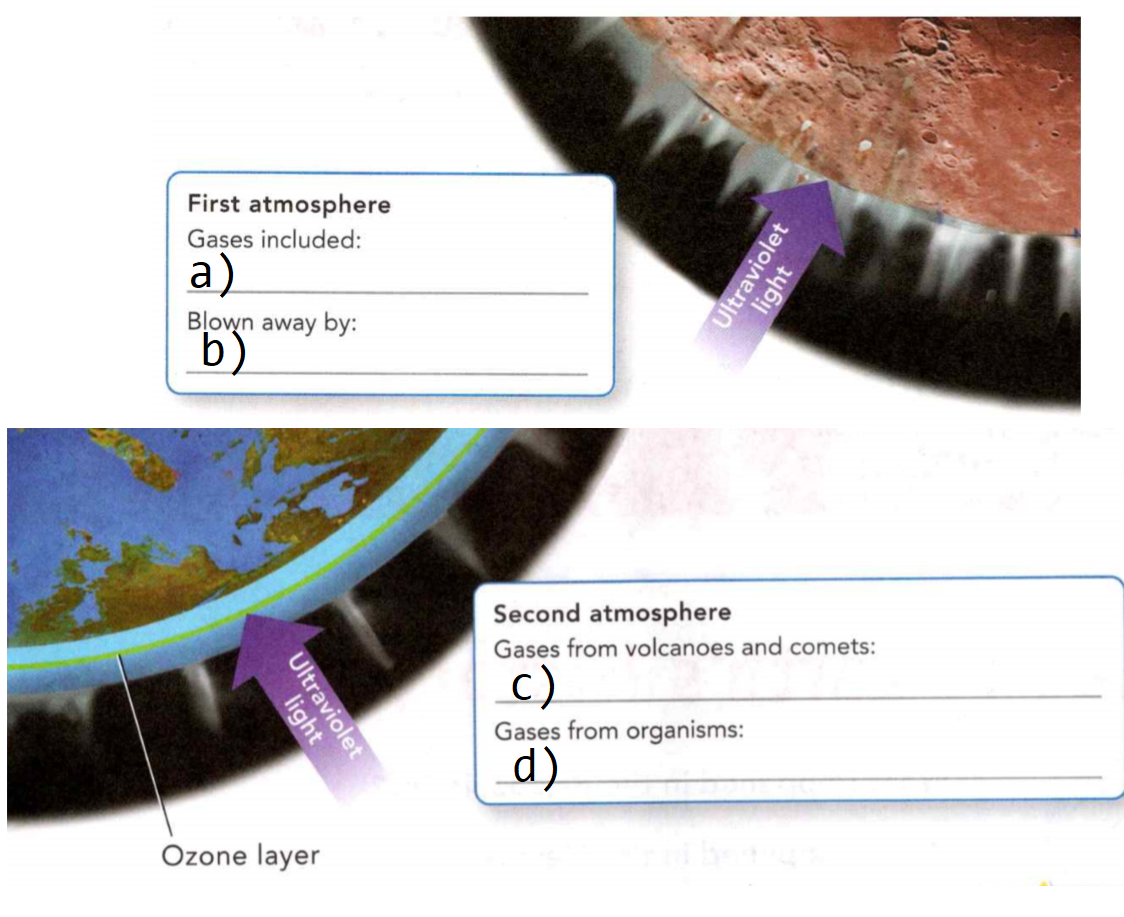 First atmosphere
Gases included:
a)
Blown away by:
b)
Ultraviolet
light
Second atmosphere
Gases from volcanoes and comets:
c)
Gases from organisms:
d)
Ultraviolet
light
Ozone layer